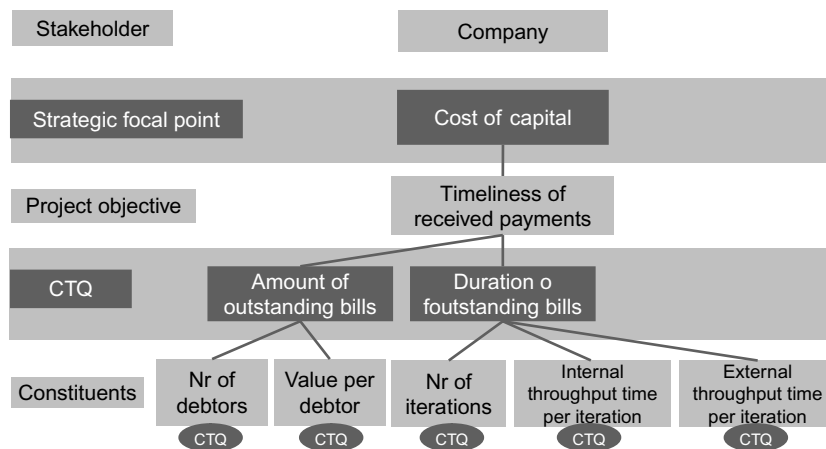 Stakeholder
Company
Strategic focal point
Cost of capital
Project objective
Timeliness of
received payments
CTQ
Amount of
outstanding bills
Duration o
foutstanding bills
Constituents
Nr of
debtors
CTQ
Value per
debtor
CTQ
Nr of
iterations
CTQ
Internal
throughput time
per iteration
CTQ
External
throughput time
per iteration
CTQ